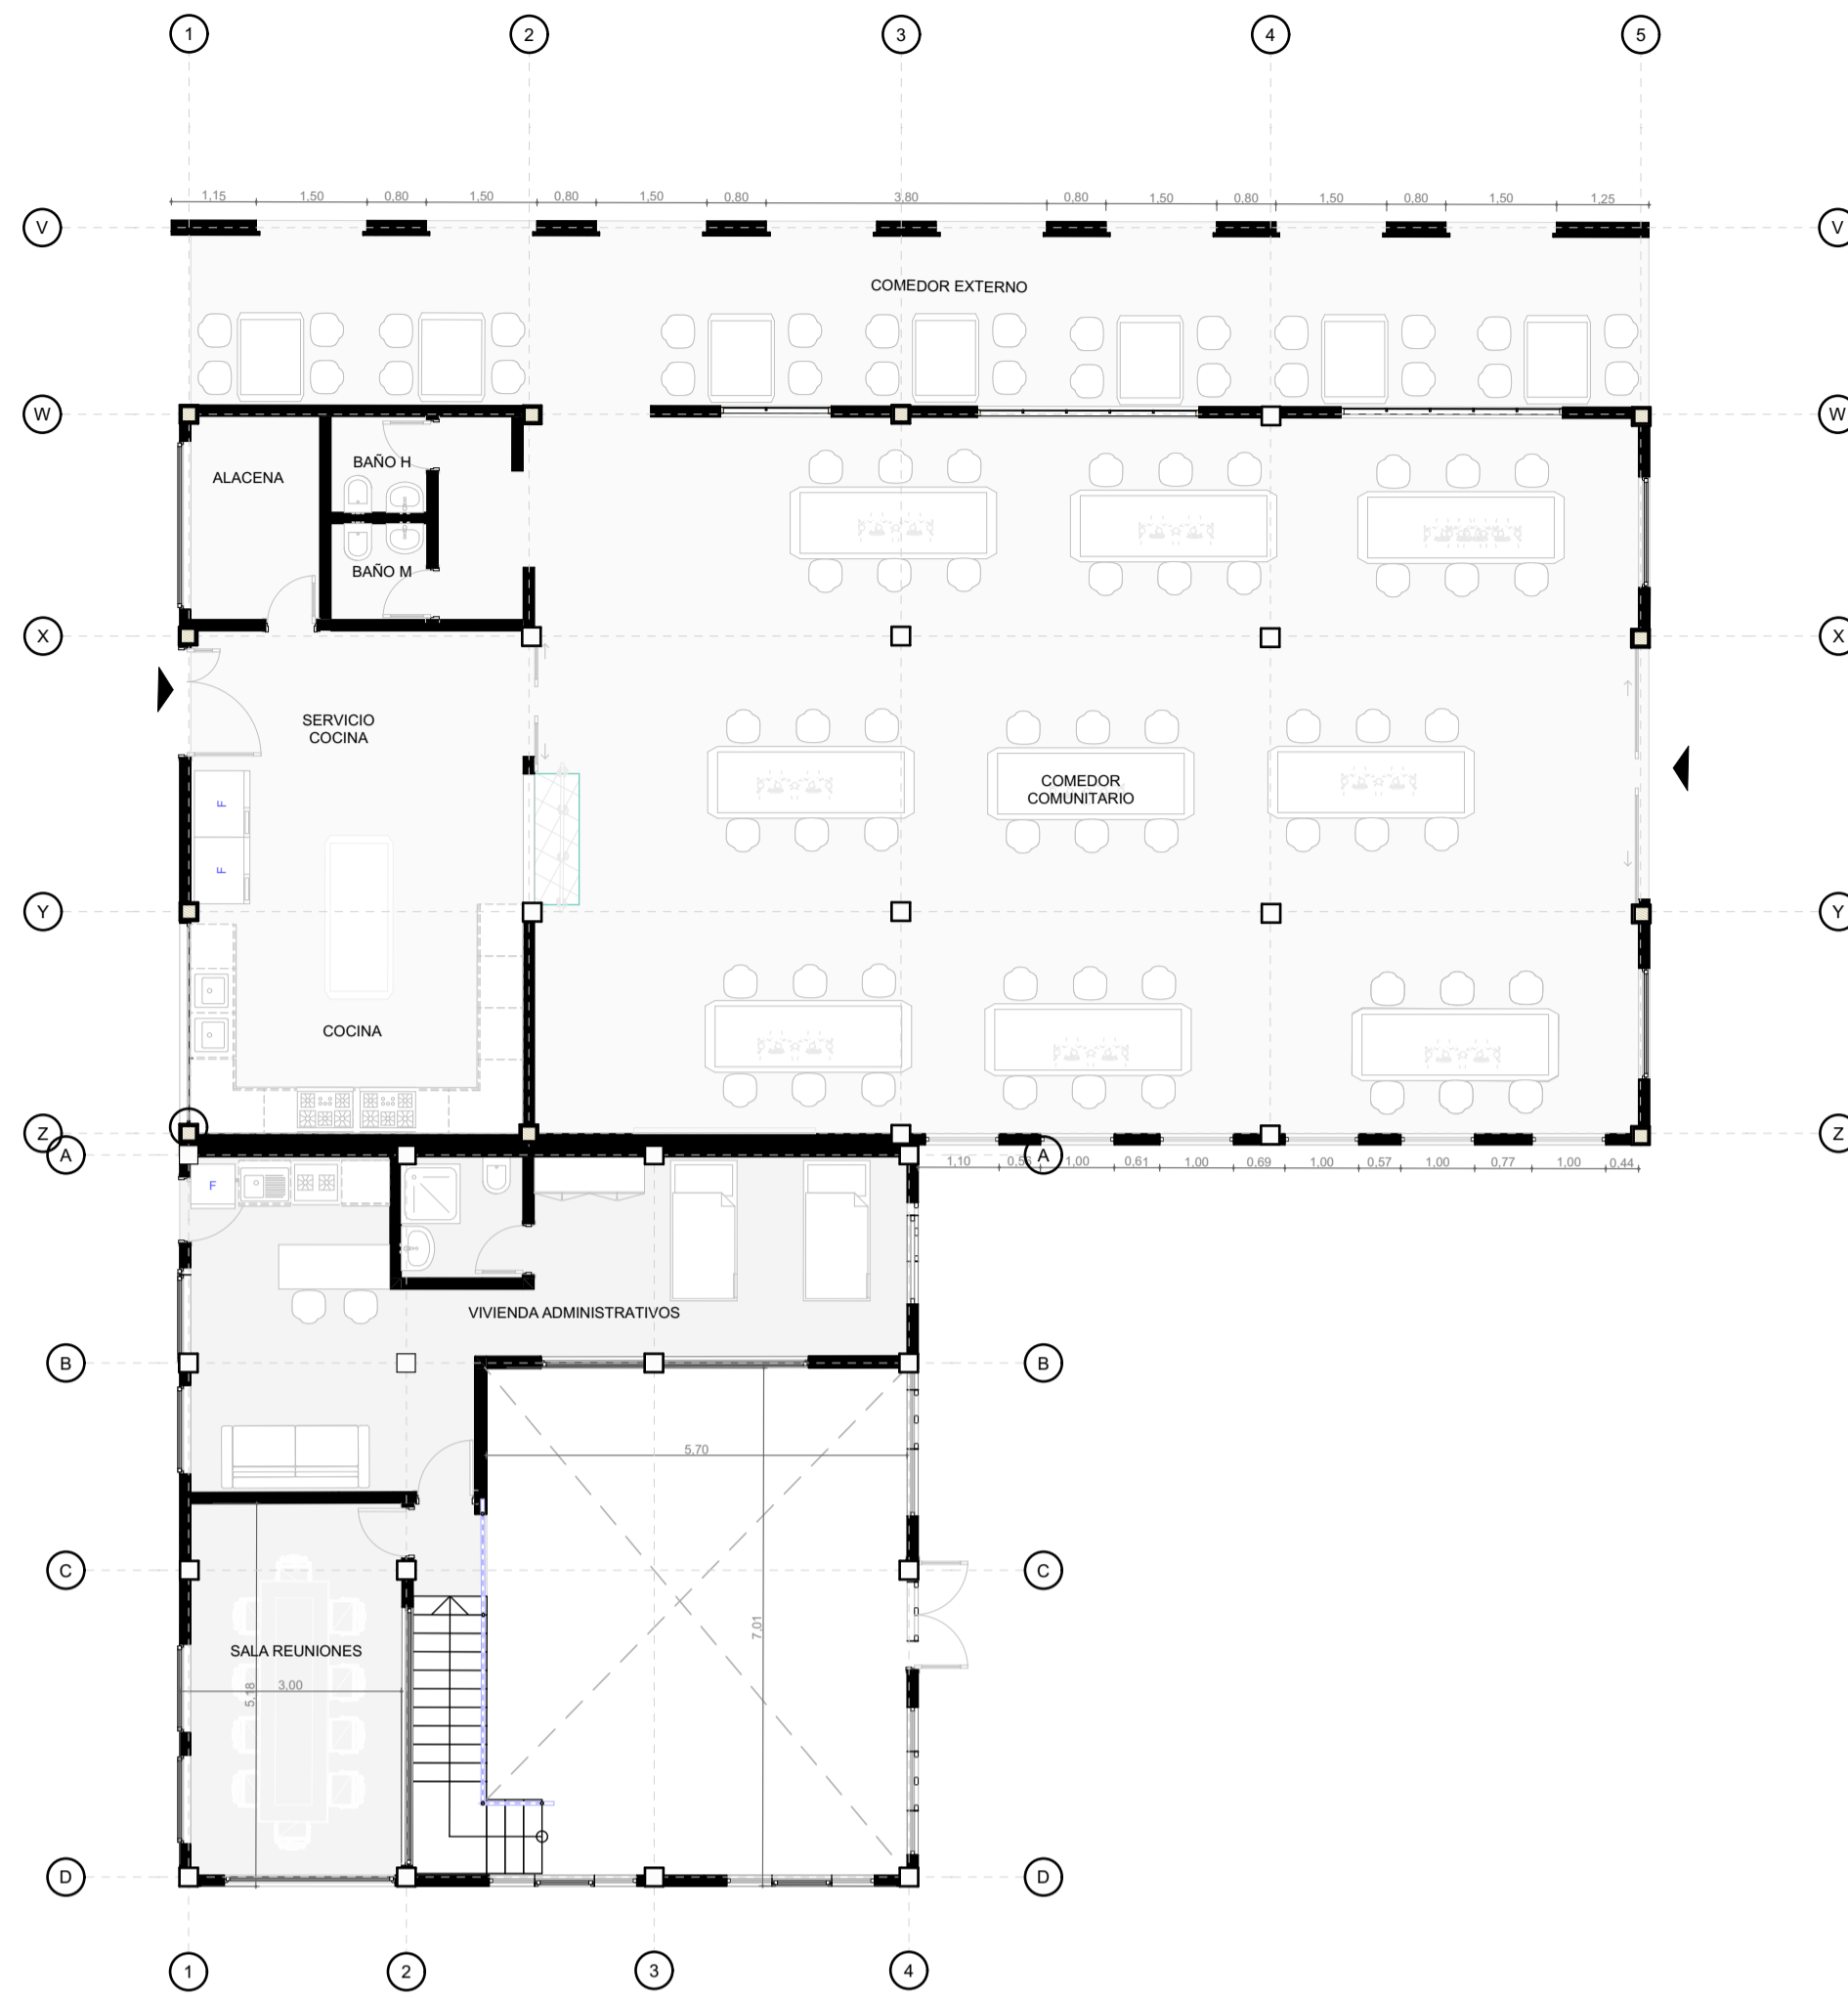 1 2 3 4 5
1,15 1,50 0,80 1,50 0,80 1,50 0,80 3,80 0,80 1,50 0,80 1,50 0,80 1,50 1,25
V V
COMEDOR EXTERNO
W W
BAÑO H
ALACENA
BAÑO M
X X
SERVICIO
COCINA
COMEDOR
COMUNITARIO
F
F
Y Y
COCINA
Z Z
A A
1,10 1,00 0,61 1,00 0,69 1,00 0,57 1,00 0,77 1,00 0,44
F
VIVIENDA ADMINISTRATIVOS
B B
5,70
C C
7,01
SALA REUNIONES
3,00
5,18
D D
1 2 3 4